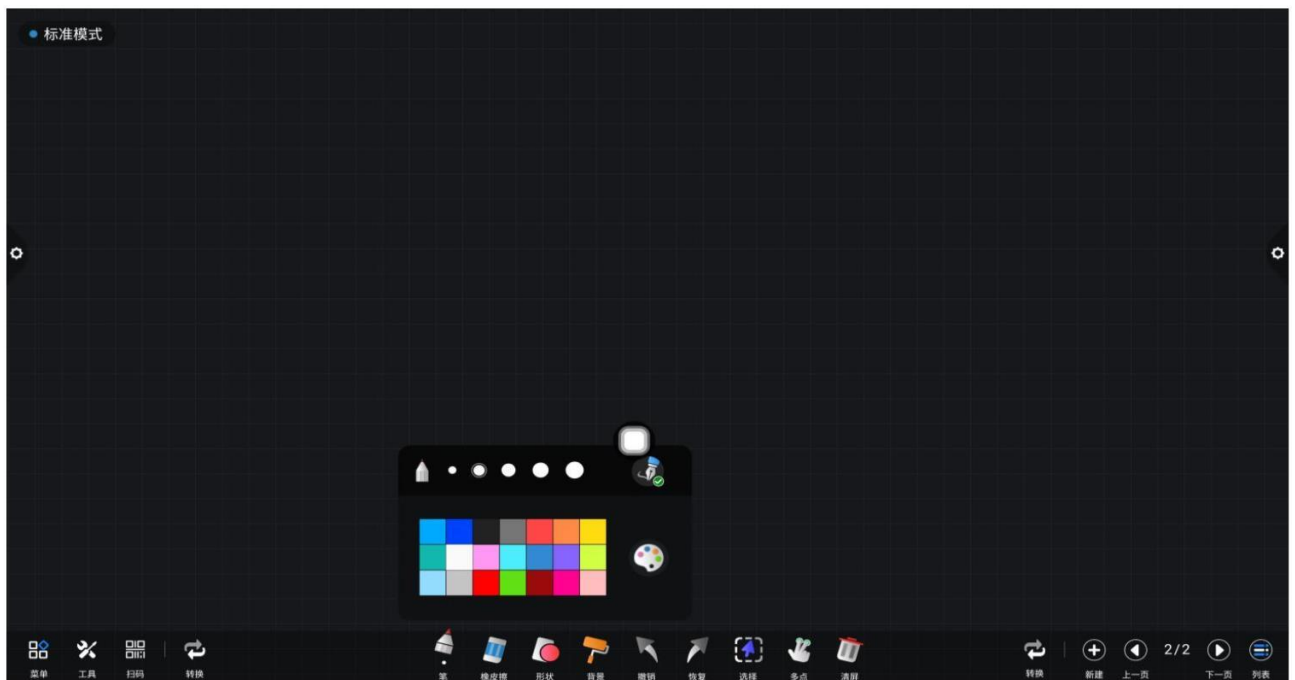 标准模式
2/2
菜单 工具 扫码 转换 笔 橡皮擦 形状 背景 撤销 恢复 选择 多点 清屏 转换 新建 上一页 下一页 列表